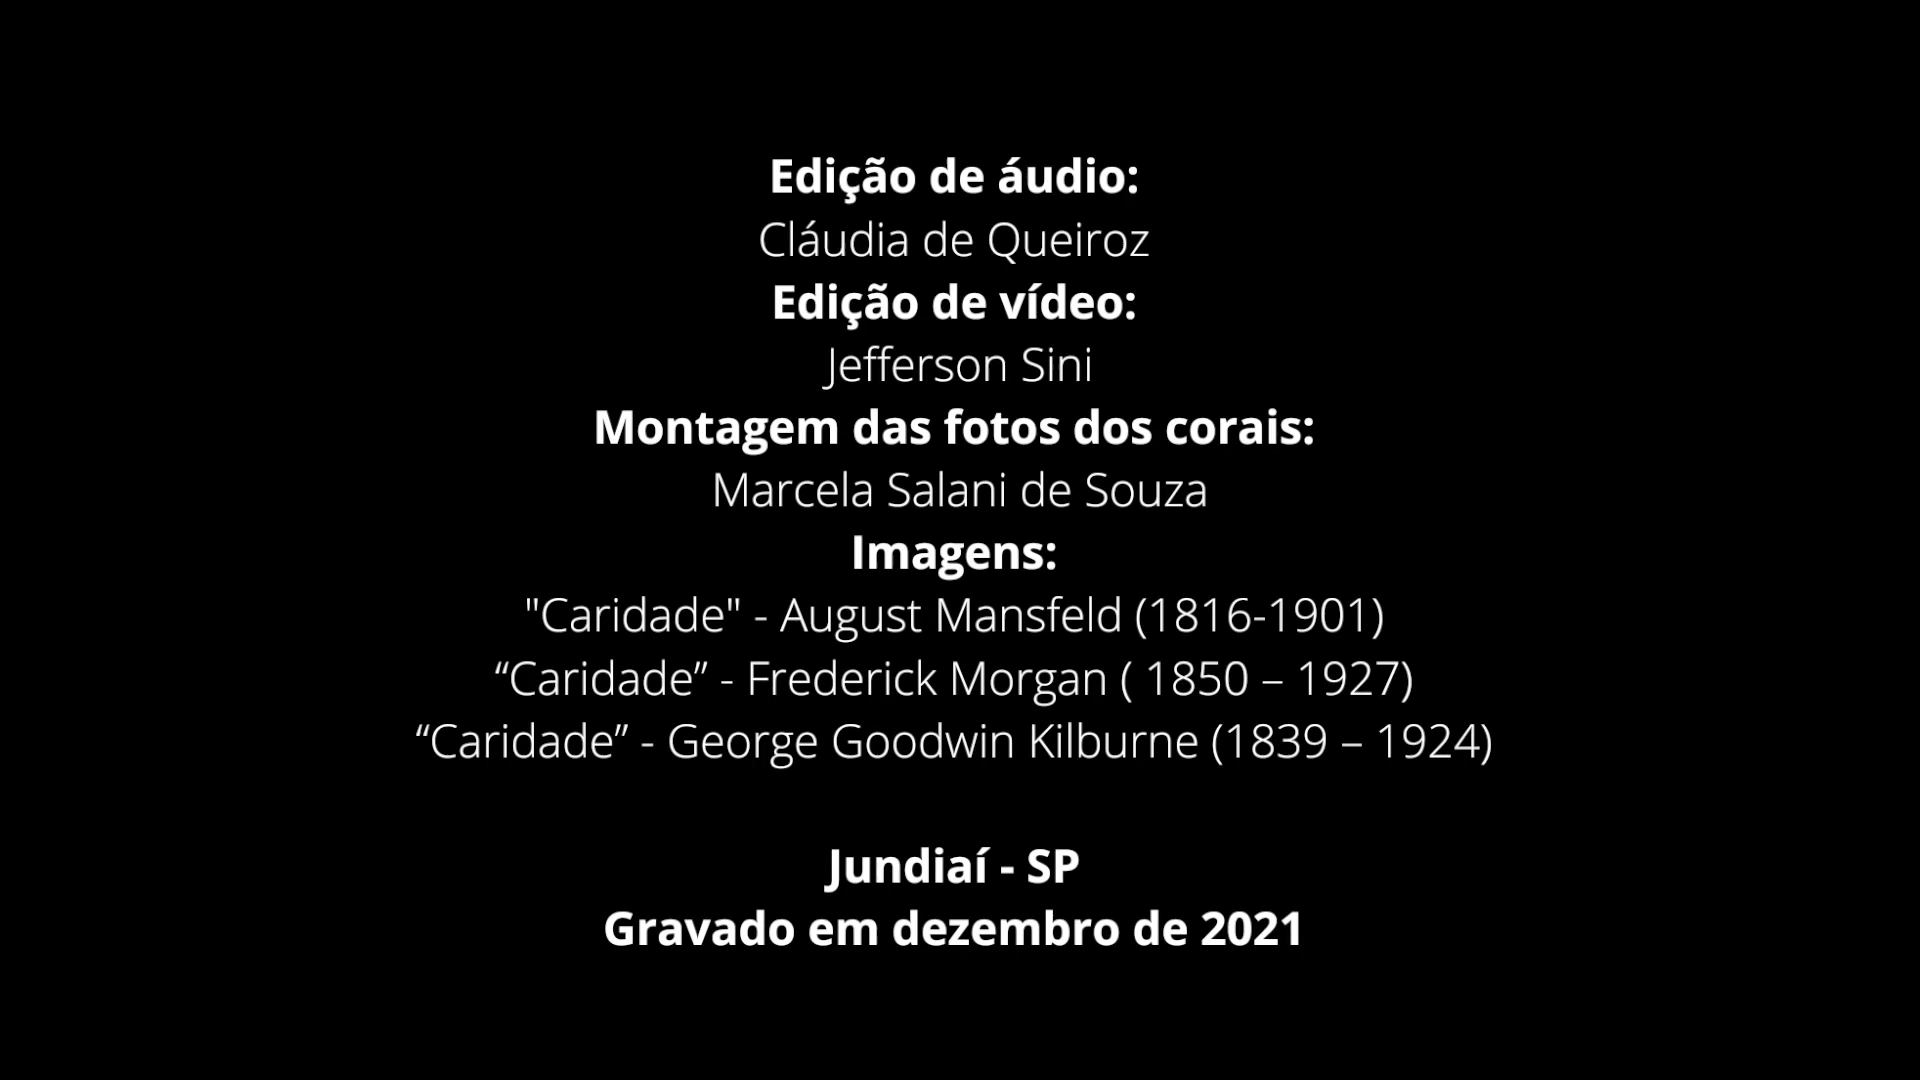 Edição de áudio:
Cláudia de Queiroz
Edição de vídeo:
Jefferson Sini
Montagem das fotos dos corais:
Marcela Salani de Souza
Imagens:
"Caridade" - August Mansfeld (1816-1901)
“Caridade” - Frederick Morgan ( 1850 – 1927)
“Caridade” - George Goodwin Kilburne (1839 – 1924)
Jundiaí - SP
Gravado em dezembro de 2021